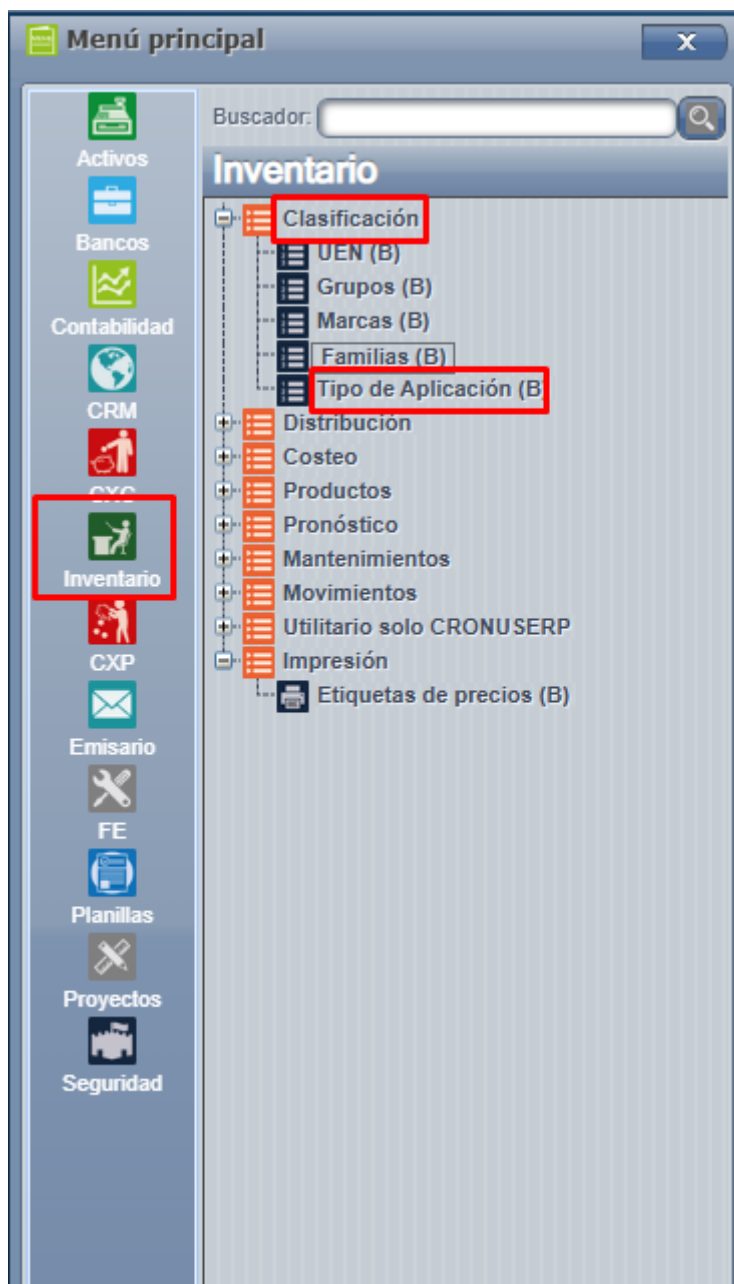 Menú principal
x
Activos
Bancos
Contabilidad
CRM
CXC
Inventario
CXP
Emisario
FE
Planillas
Proyectos
Seguridad
Buscador:
Inventario
Clasificación
UEN (B)
Grupos (B)
Marcas (B)
Familias (B)
Tipo de Aplicación (B
Distribución
Costeo
Productos
Pronóstico
Mantenimientos
Movimientos
Utilitario solo CRONUSERP
Impresión
Etiquetas de precios (B)